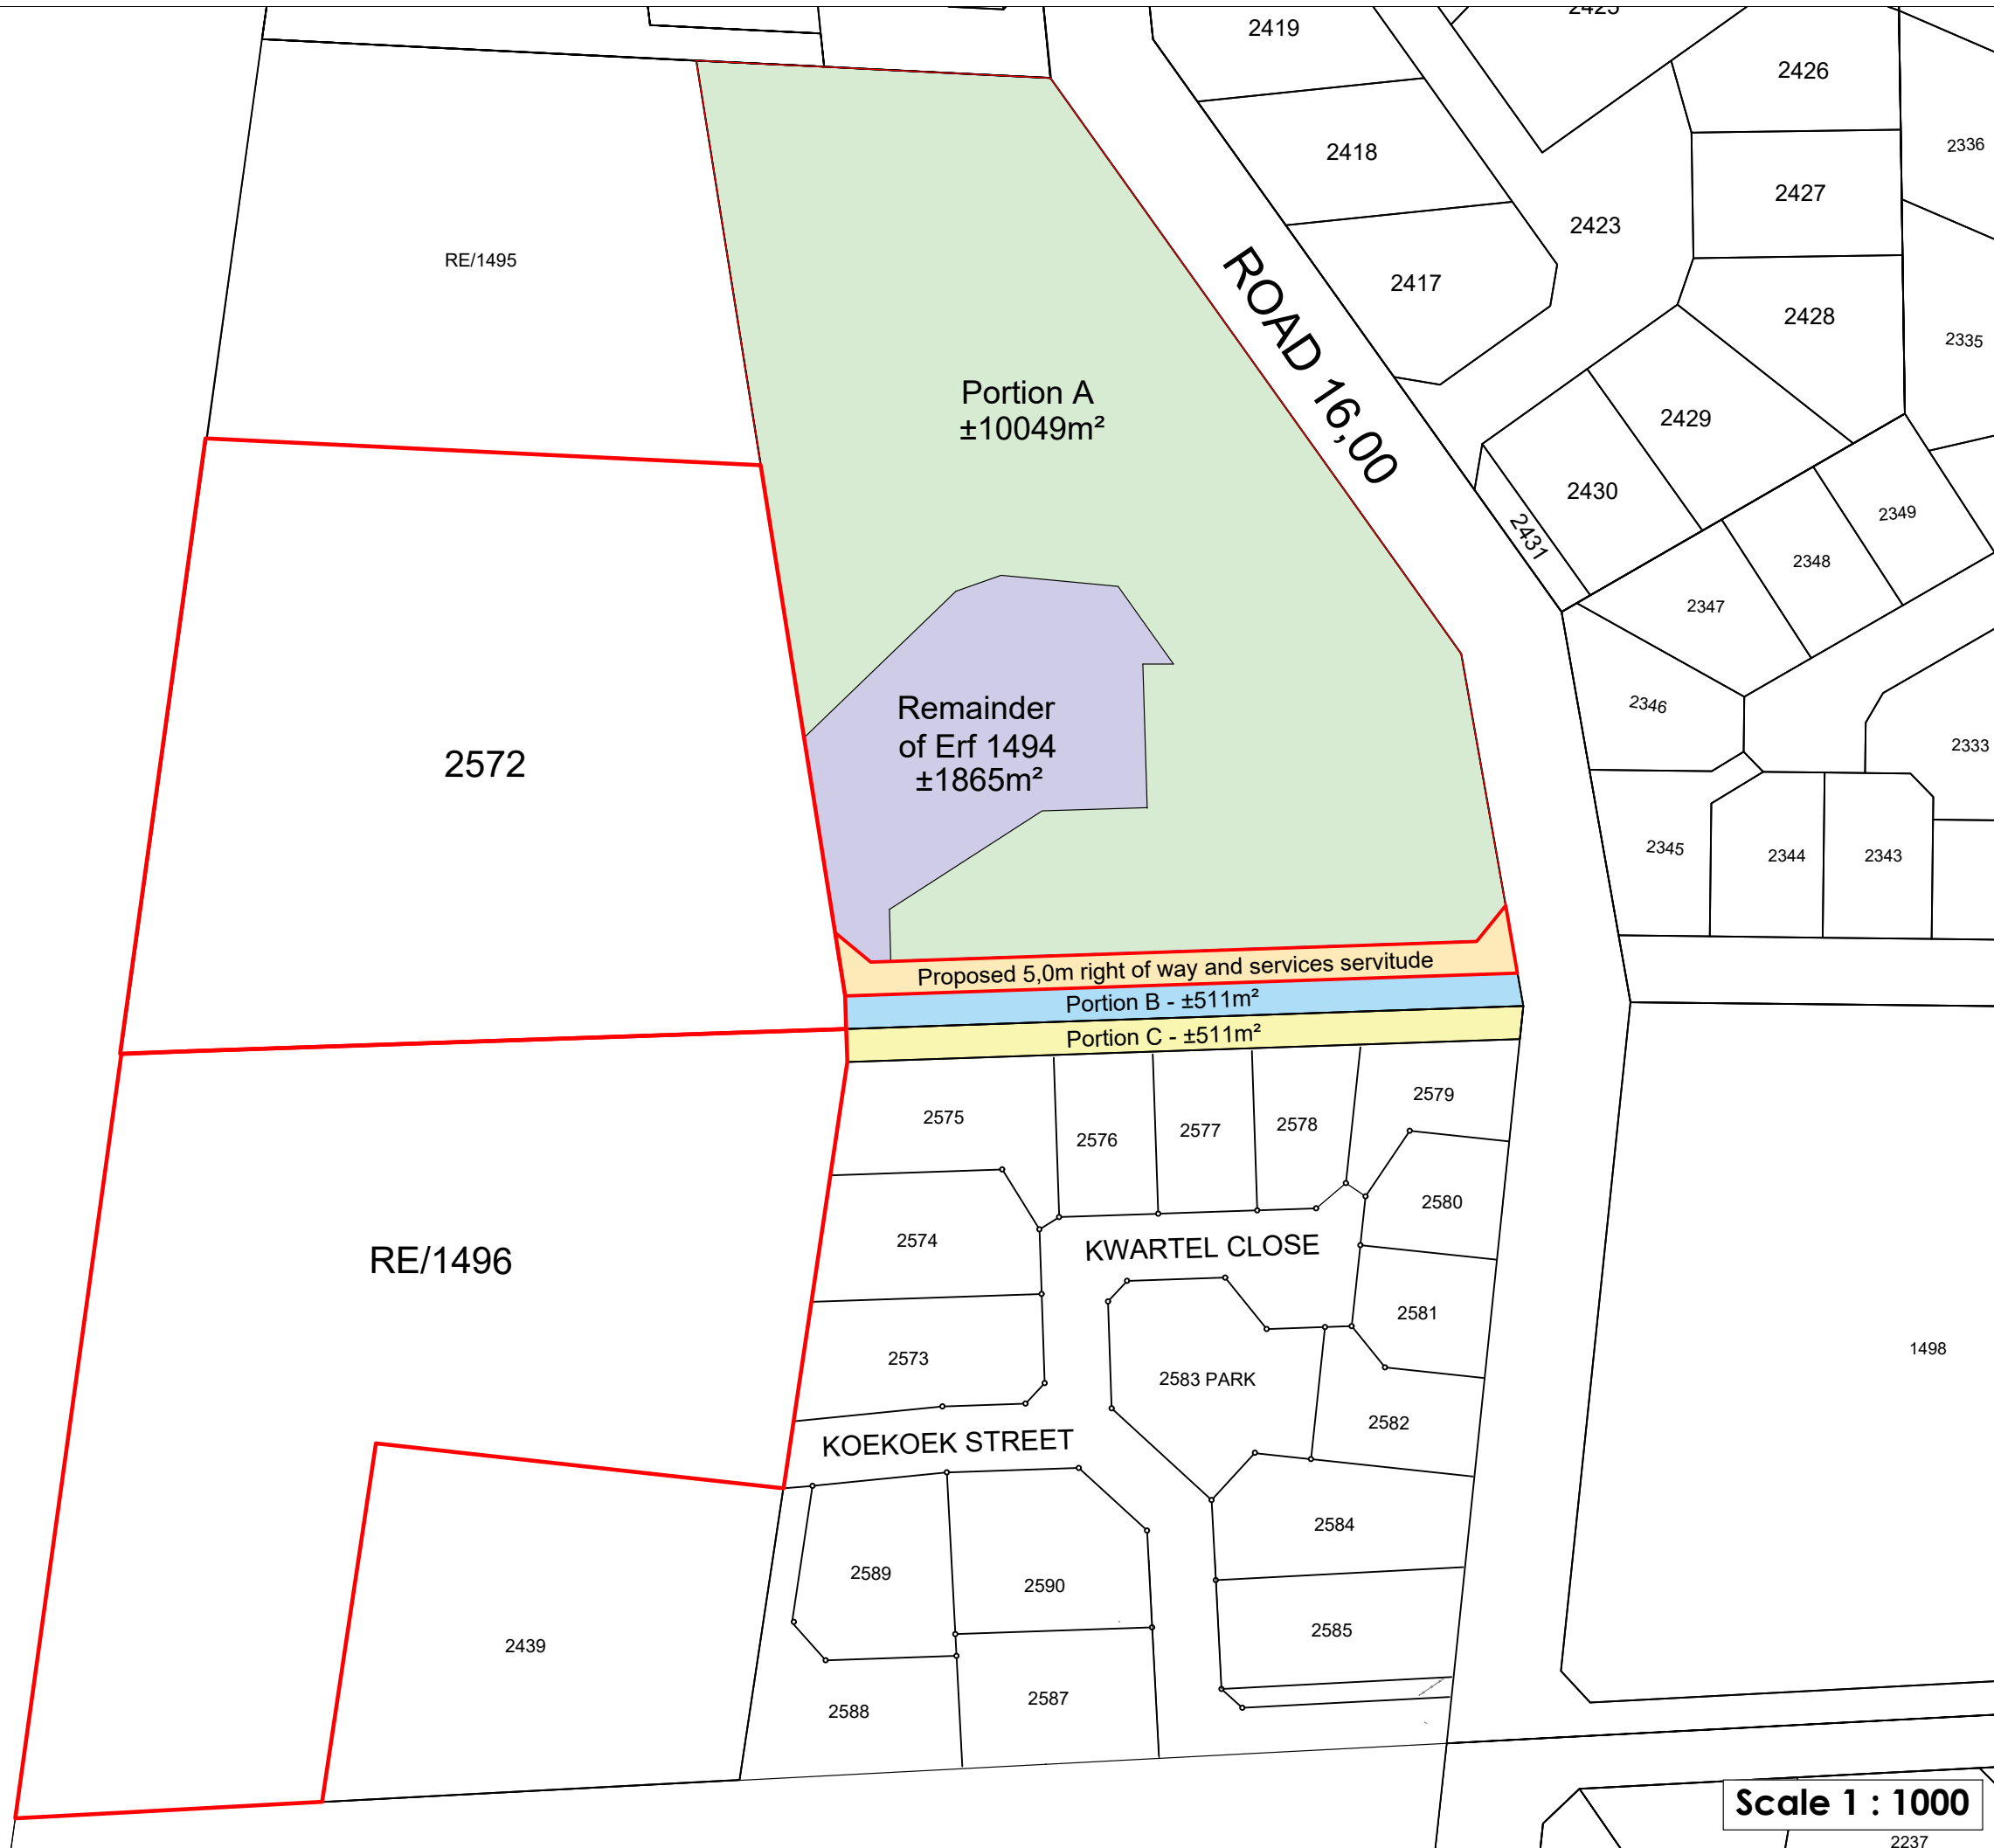 2419
2425
2426
2418
2336
2427
2423
RE/1495
2417
2428
2335
ROAD 16,00
Portion A
±10049m²
2429
2430
2349
2431
2348
2347
2346
Remainder
of Erf 1494
±1865m²
2333
2572
2345
2344
2343
Proposed 5,0m right of way and services servitude
Portion B - ±511m²
Portion C - ±511m²
2579
2575
2576
2577
2578
2580
2574
KWARTEL CLOSE
RE/1496
2581
2573
2583 PARK
1498
2582
KOEKOEK STREET
2584
2589
2590
2585
2439
2588
2587
Scale 1 : 1000
2237